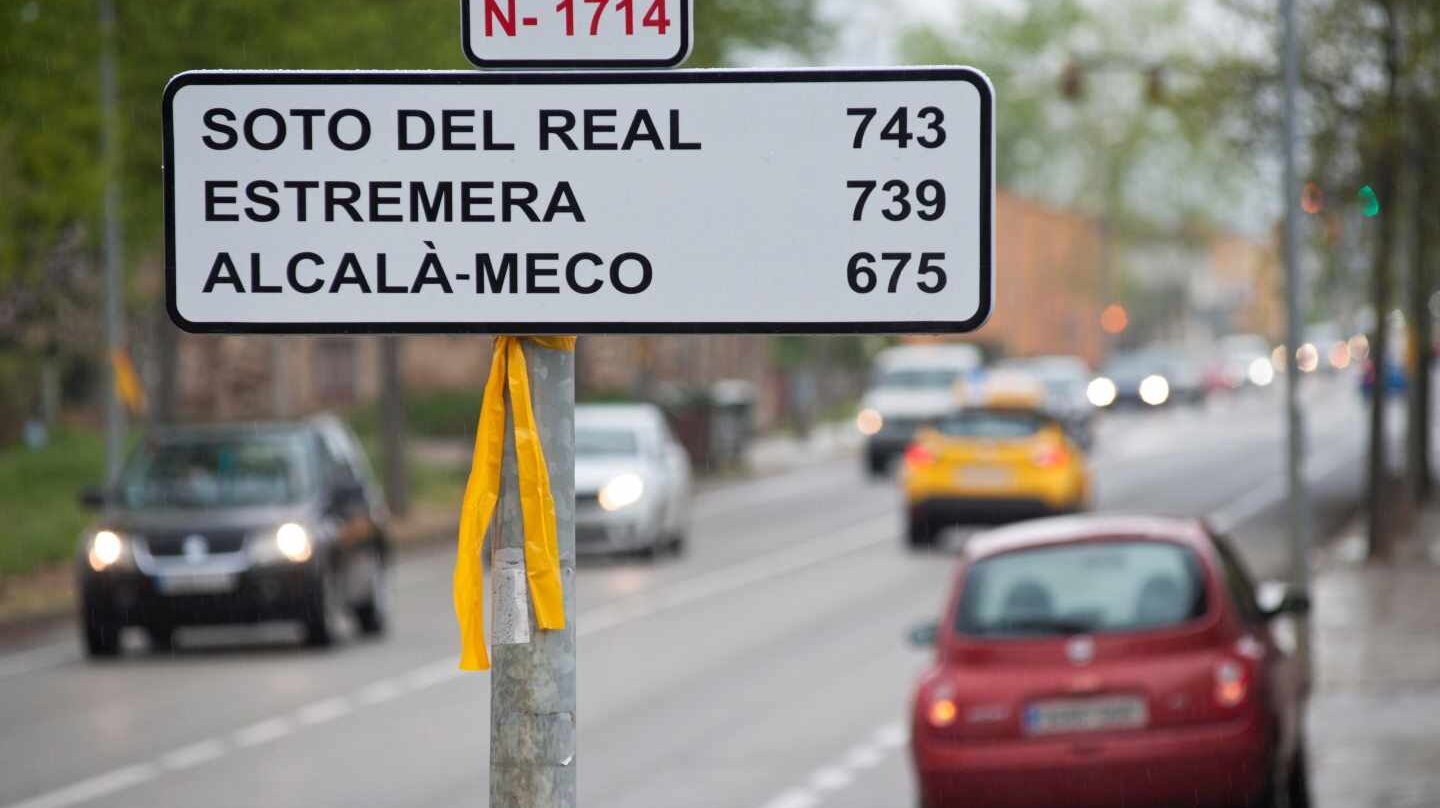 N- 1714
SOTO DEL REAL 743
ESTREMERA 739
ALCALÀ-MECO 675